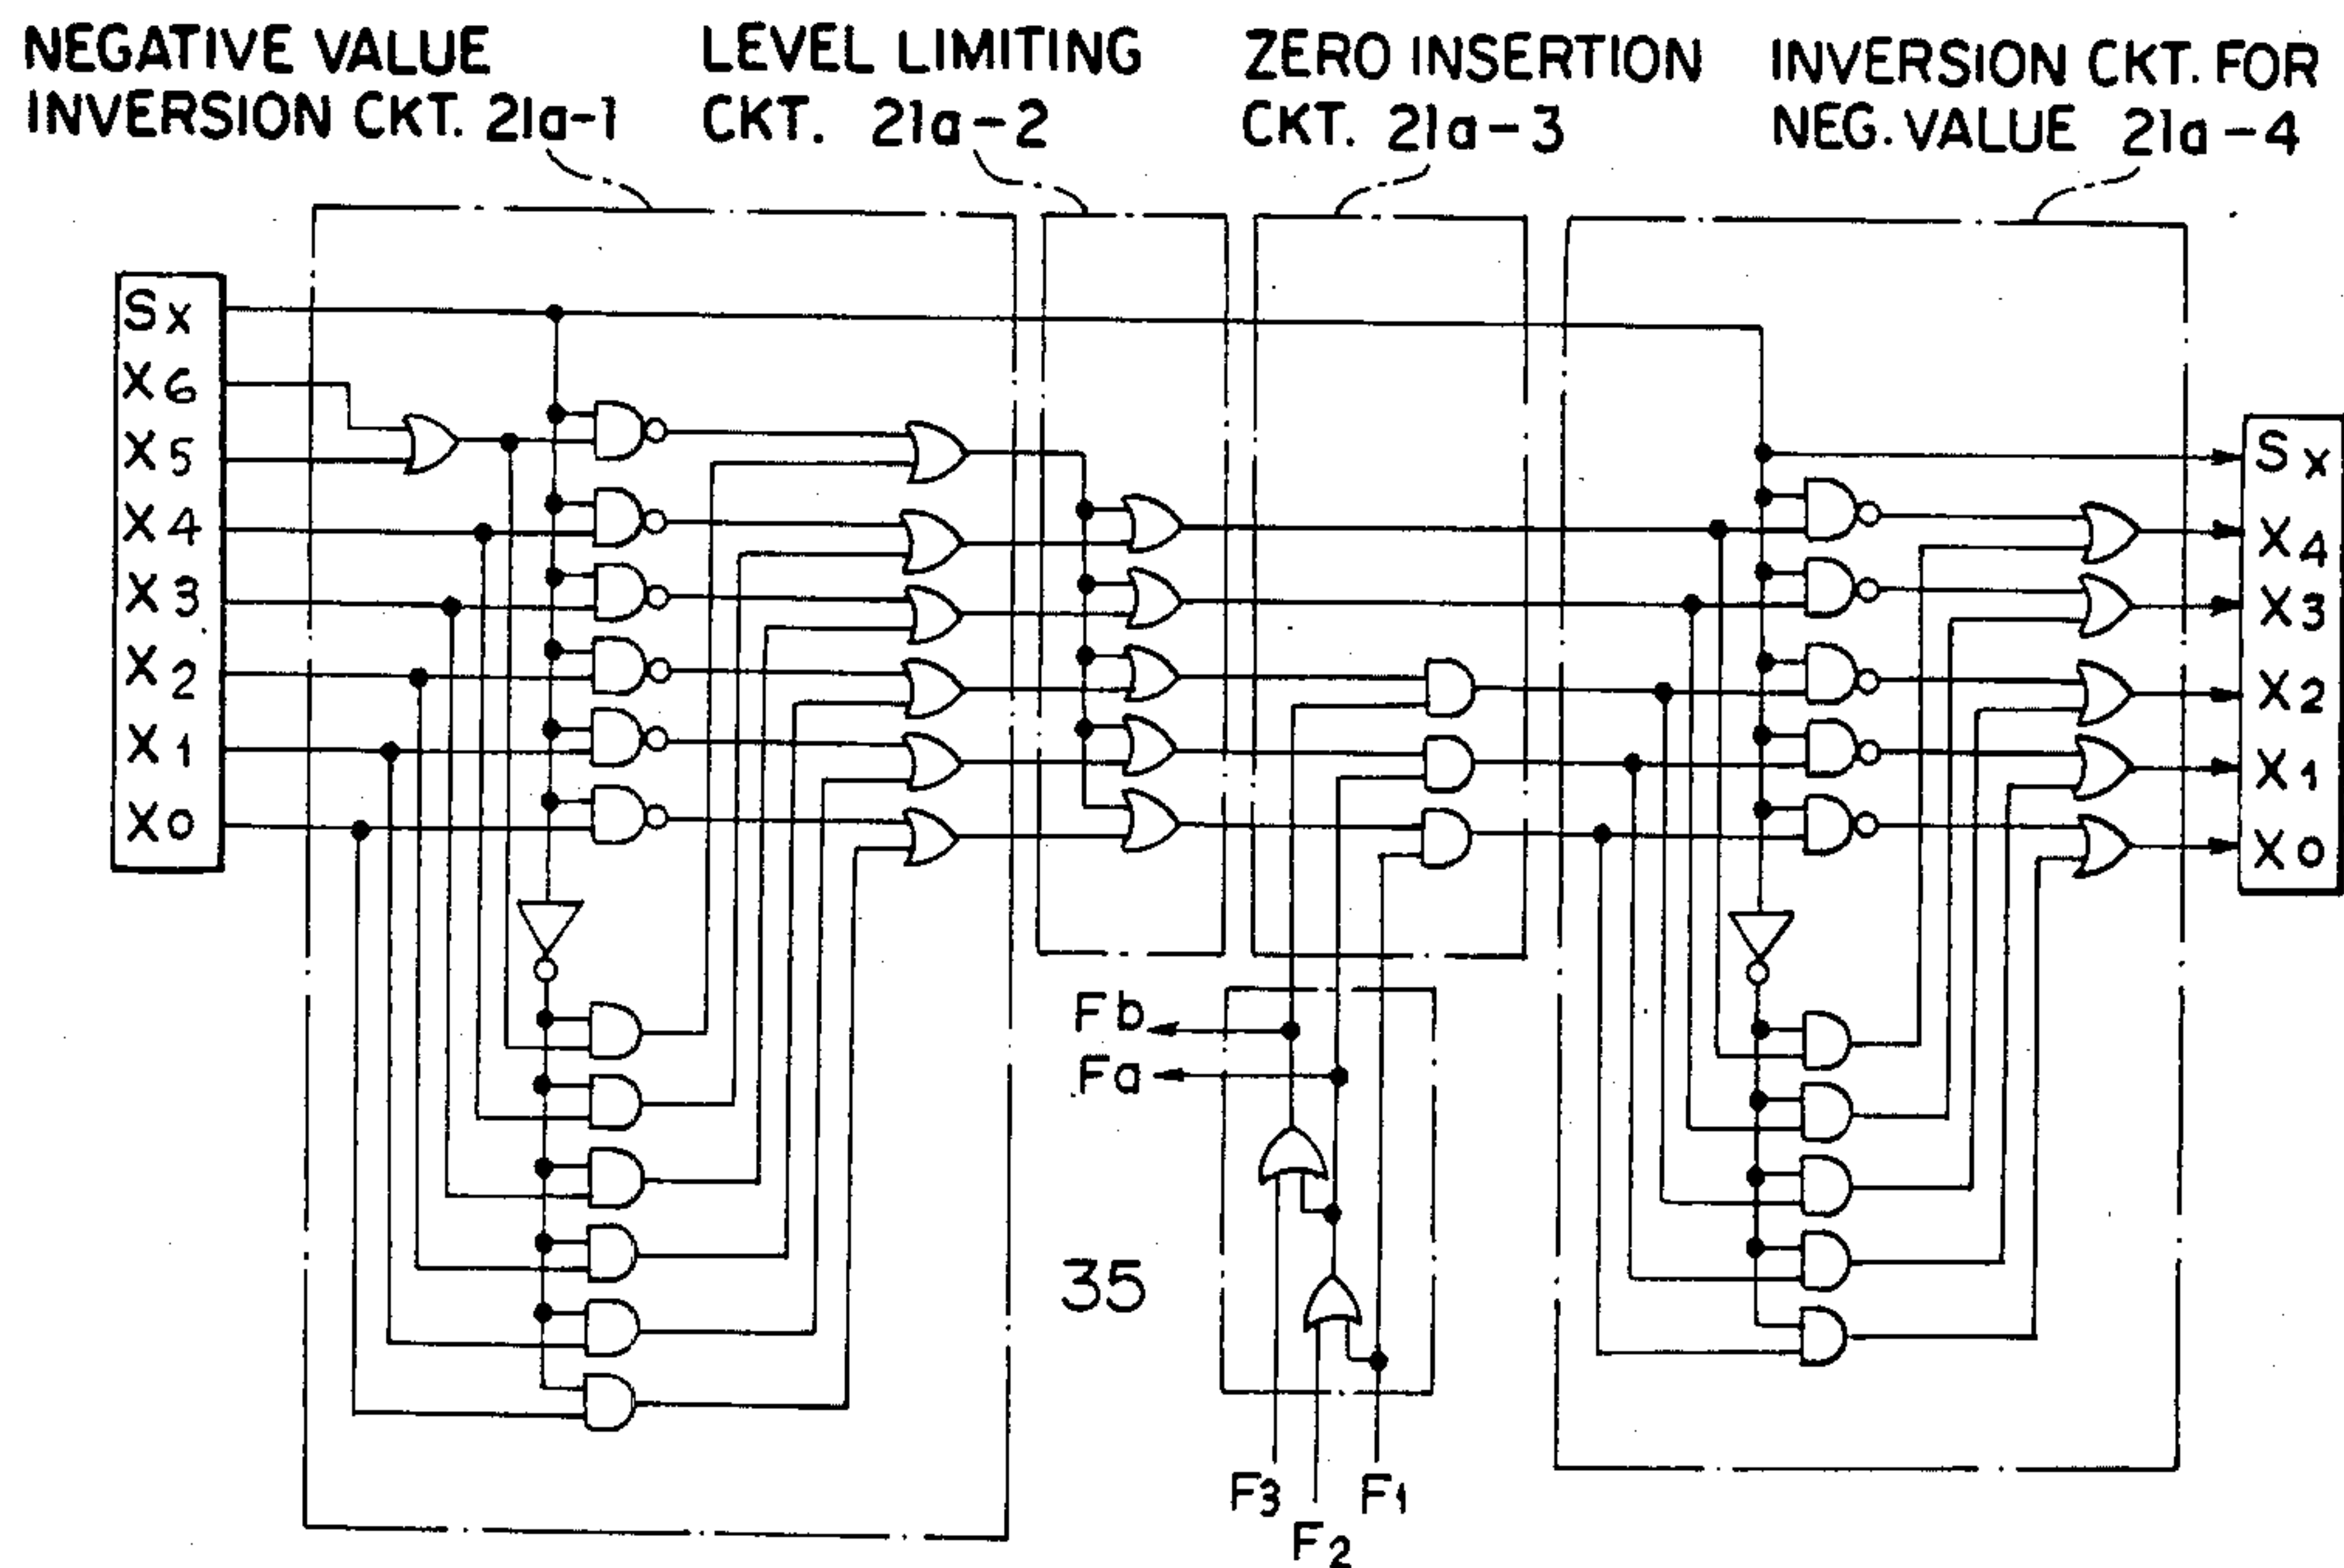 NEGATIVE VALUE
INVERSION CKT. 21a-1
LEVEL LIMITING
CKT. 21a-2
ZERO INSERTION
CKT. 21a-3
INVERSION CKT. FOR
NEG. VALUE 21a-4
Sx
X6
X5
X4
X3
X2
X1
X0
Sx
X4
X3
X2
X1
X0
Fb
Fa
35
F3
F2
F1